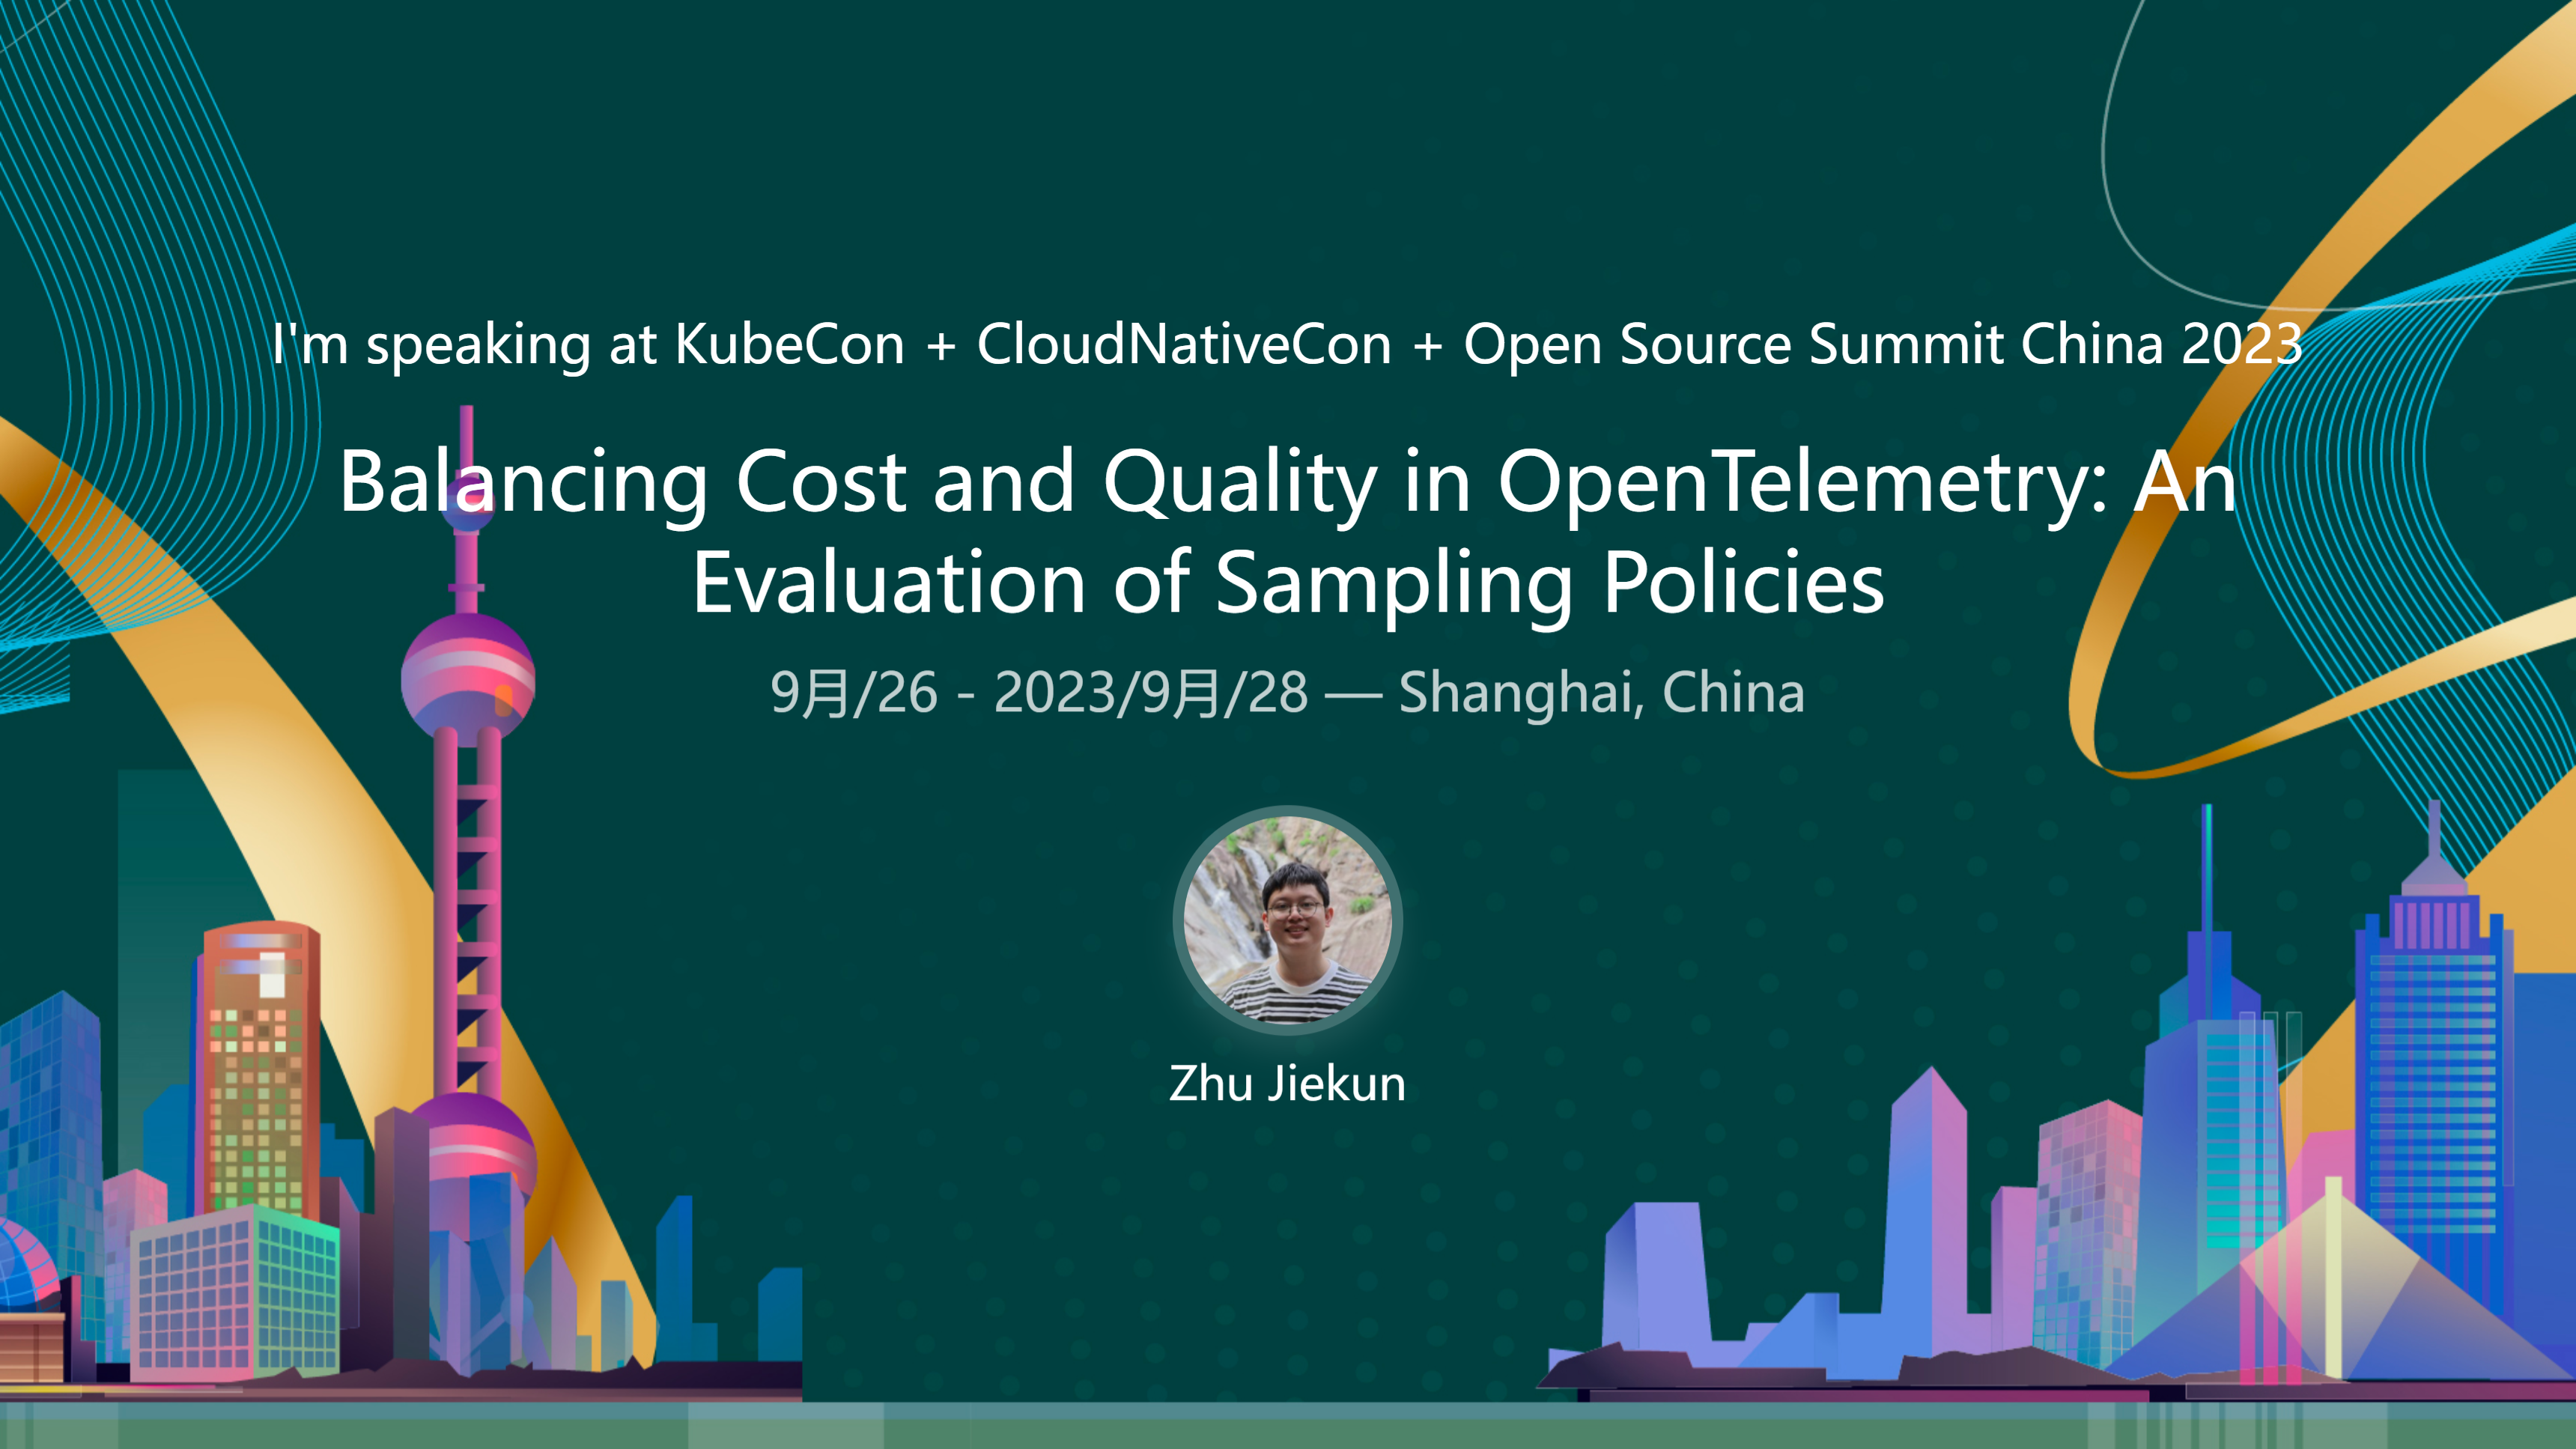 I'm speaking at KubeCon + CloudNativeCon + Open Source Summit China 2023
Balancing Cost and Quality in OpenTelemetry: An
Evaluation of Sampling Policies
9月/26 - 2023/9月/28 — Shanghai, China
Zhu Jiekun